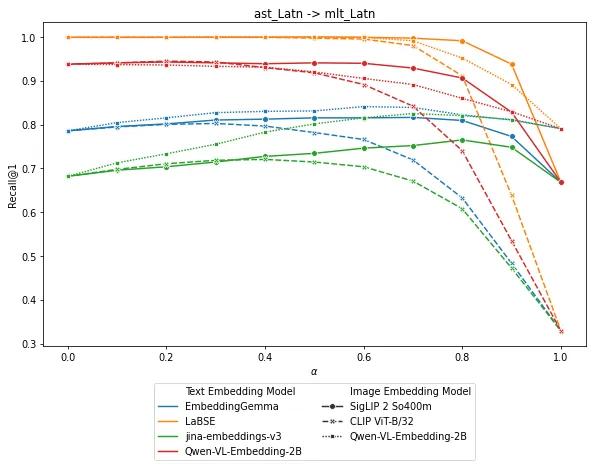 ast_Latn -> mlt_Latn
Recall@1
1.0
0.9
0.8
0.7
0.6
0.5
0.4
0.3
0.0 0.2 0.4 0.6 0.8 1.0
α
Text Embedding Model
EmbeddingGemma
LaBSE
jina-embeddings-v3
Qwen-VL-Embedding-2B
Image Embedding Model
SigLIP 2 So400m
CLIP ViT-B/32
Qwen-VL-Embedding-2B